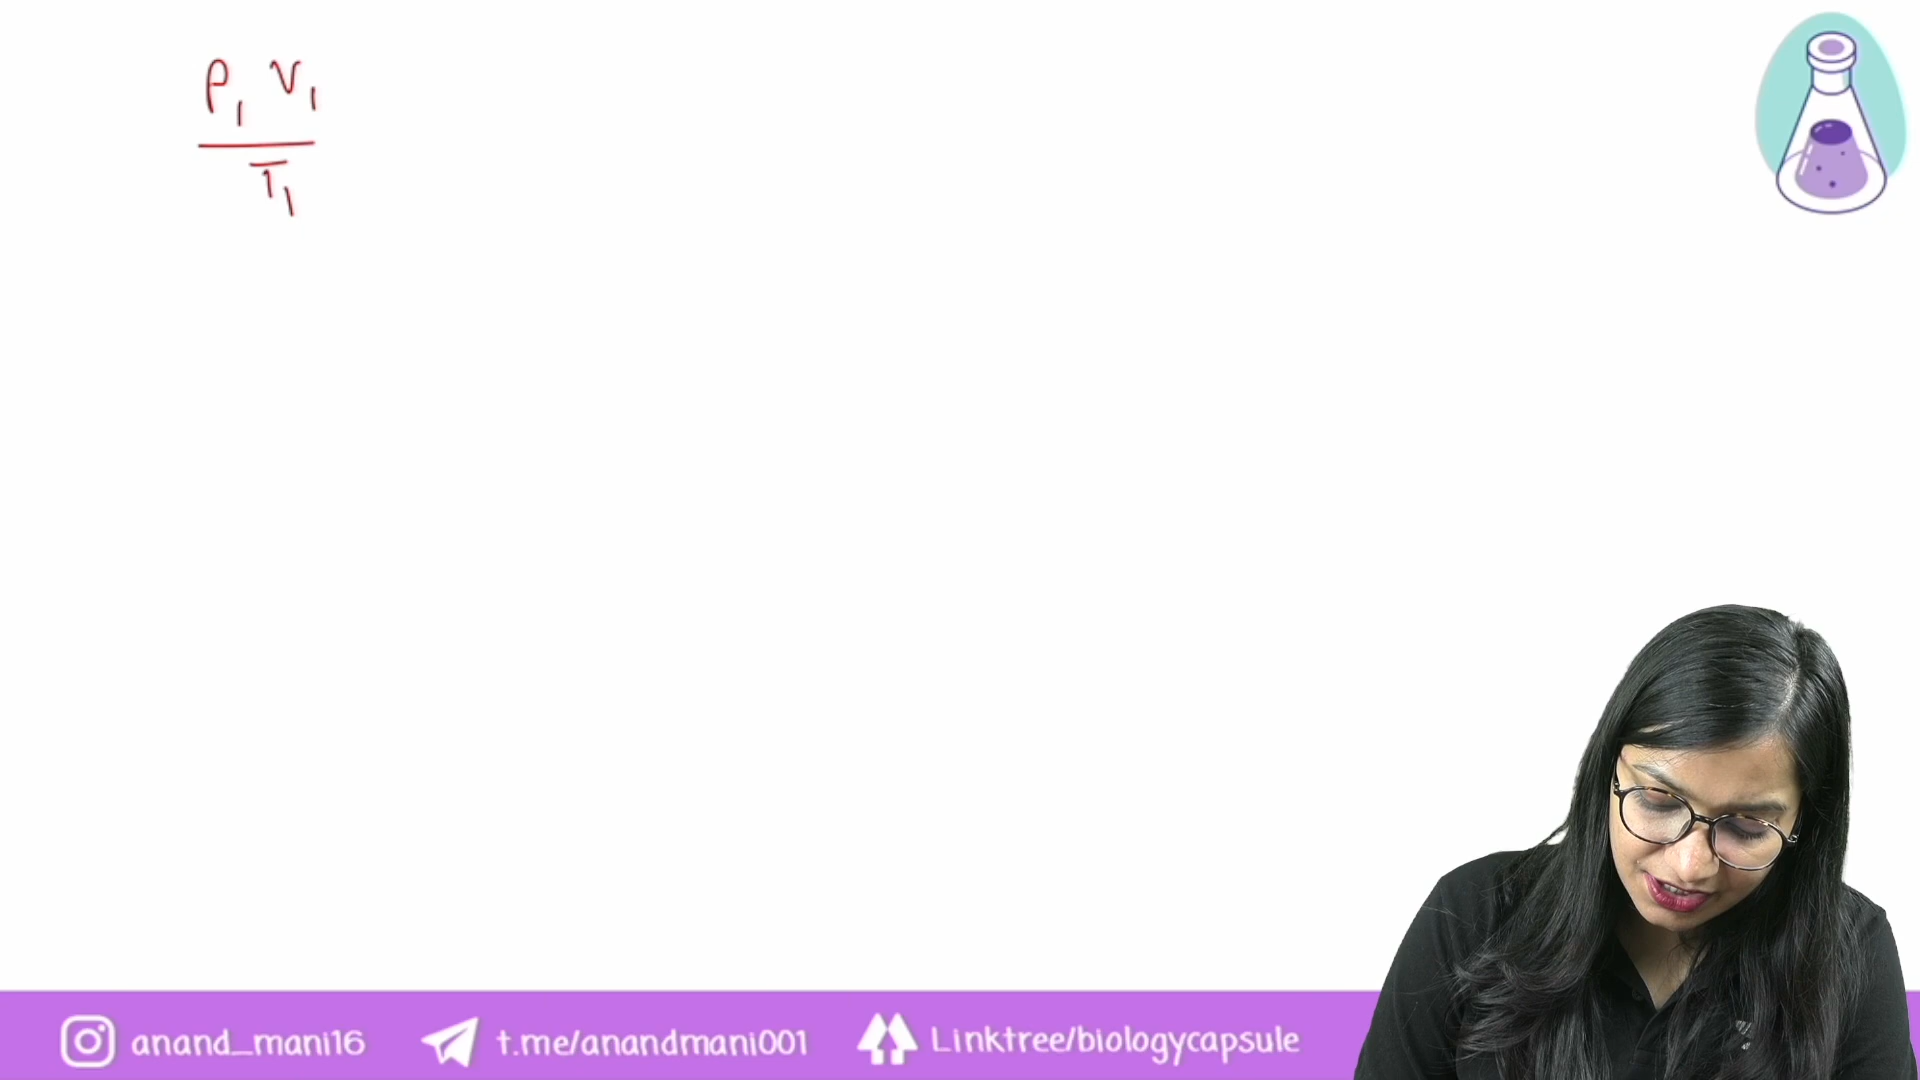 P₁ V₁
T₁
anand_mani16
t.me/anandmani001
Linktree/biologycapsule